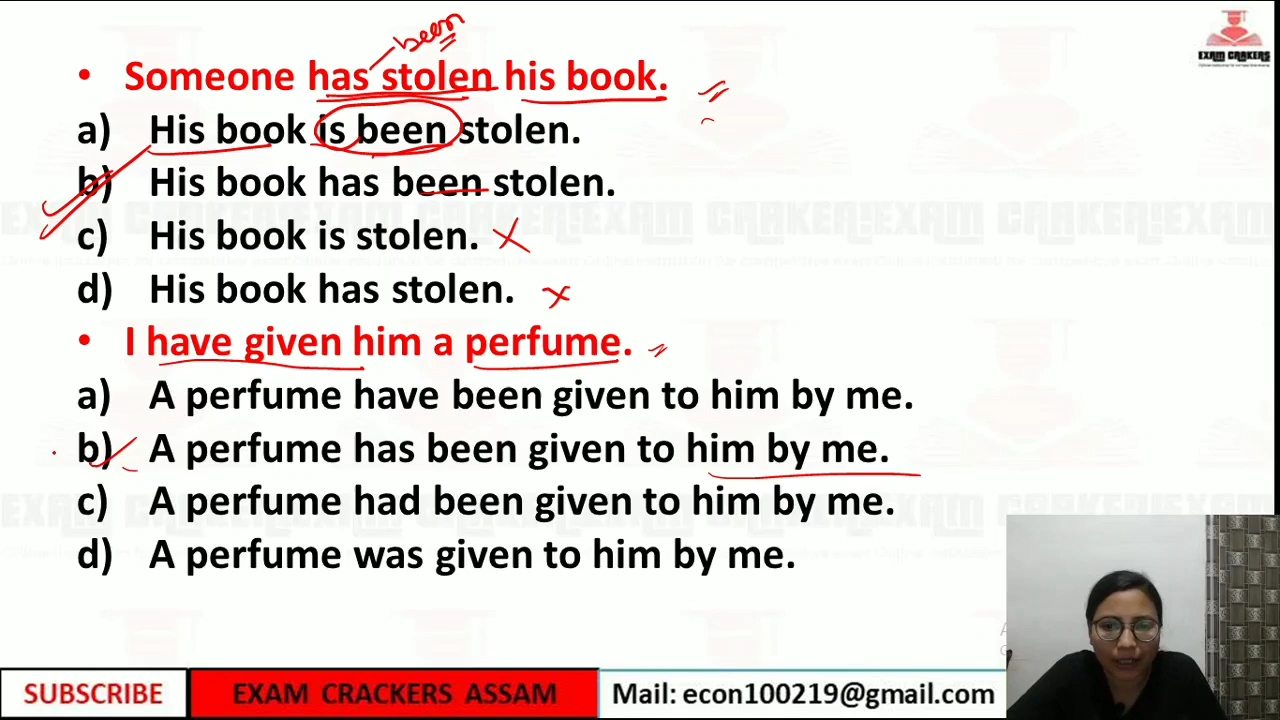 been
• Someone has stolen his book.
a) His book is been stolen.
b) His book has been stolen.
c) His book is stolen.
d) His book has stolen.
• I have given him a perfume.
a) A perfume have been given to him by me.
b) A perfume has been given to him by me.
c) A perfume had been given to him by me.
d) A perfume was given to him by me.
SUBSCRIBE EXAM CRACKERS ASSAM Mail: econ100219@gmail.com